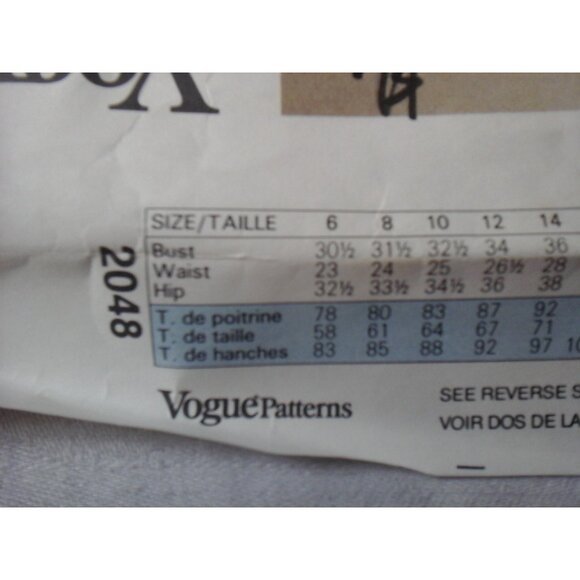 Vogue
SIZE/TAILLE 6 8 10 12 14
Bust 30½ 31½ 32½ 34 36
Waist 23 24 25 26½ 28
Hip 32½ 33½ 34½ 36 38
T. de poitrine 78 80 83 87 92
T. de taille 58 61 64 67 71
T. de hanches 83 85 88 92 97 10
2048
Vogue Patterns
SEE REVERSE S
VOIR DOS DE LA